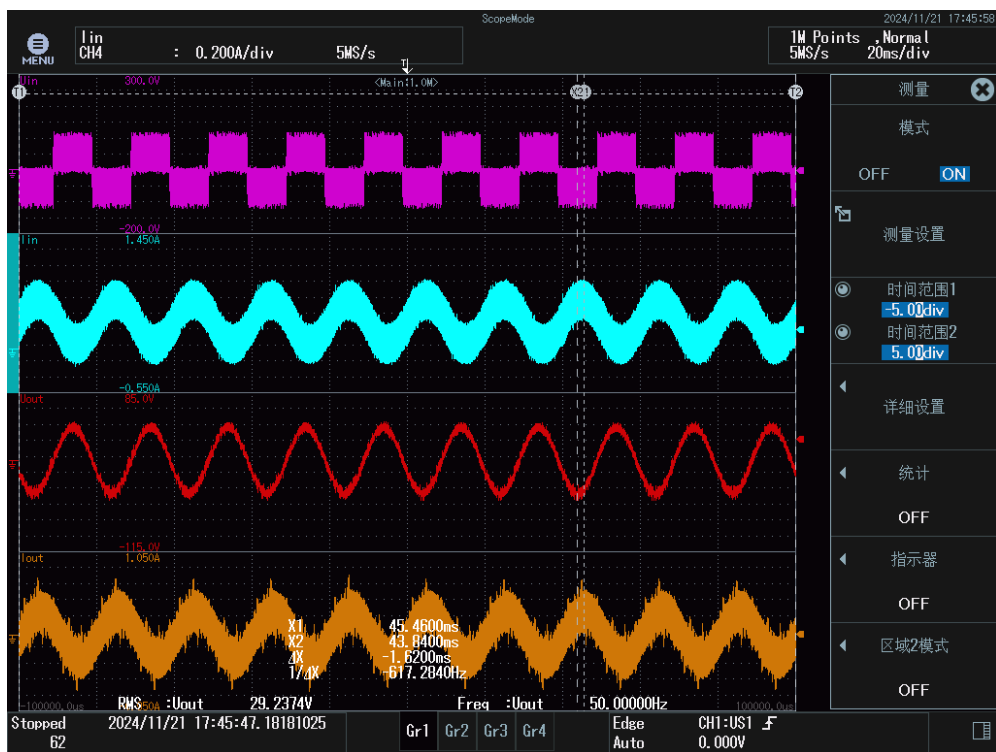 ScopeMode
2024/11/21 17:45:58
MENU
Iin
CH4 : 0.200A/div 5MS/s
1M Points ,Normal
5MS/s 20ms/div
Uin 300.0V
<Main:1.0M>
T1
X21
T2
-200.0V
Iin 1.450A
-0.550A
Uout 85.0V
-115.0V
Iout 1.050A
X1 45.4600ms
X2 43.8400ms
ΔX -1.6200ms
1/ΔX -617.2840Hz
RMS :Uout 29.2374V Freq :Uout 50.00000Hz
-100000.0us
100000.0us
测量
模式
OFF ON
测量设置
时间范围1
-5.00div
时间范围2
5.00div
详细设置
统计
OFF
指示器
OFF
区域2模式
OFF
Stopped 2024/11/21 17:45:47.18181025
62
Gr1 Gr2 Gr3 Gr4
Edge CH1:US1
Auto 0.000V